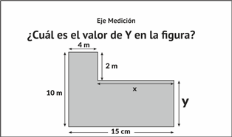 Eje Medición
¿Cuál es el valor de Y en la figura?
4 m
2 m
10 m
x
y
15 cm